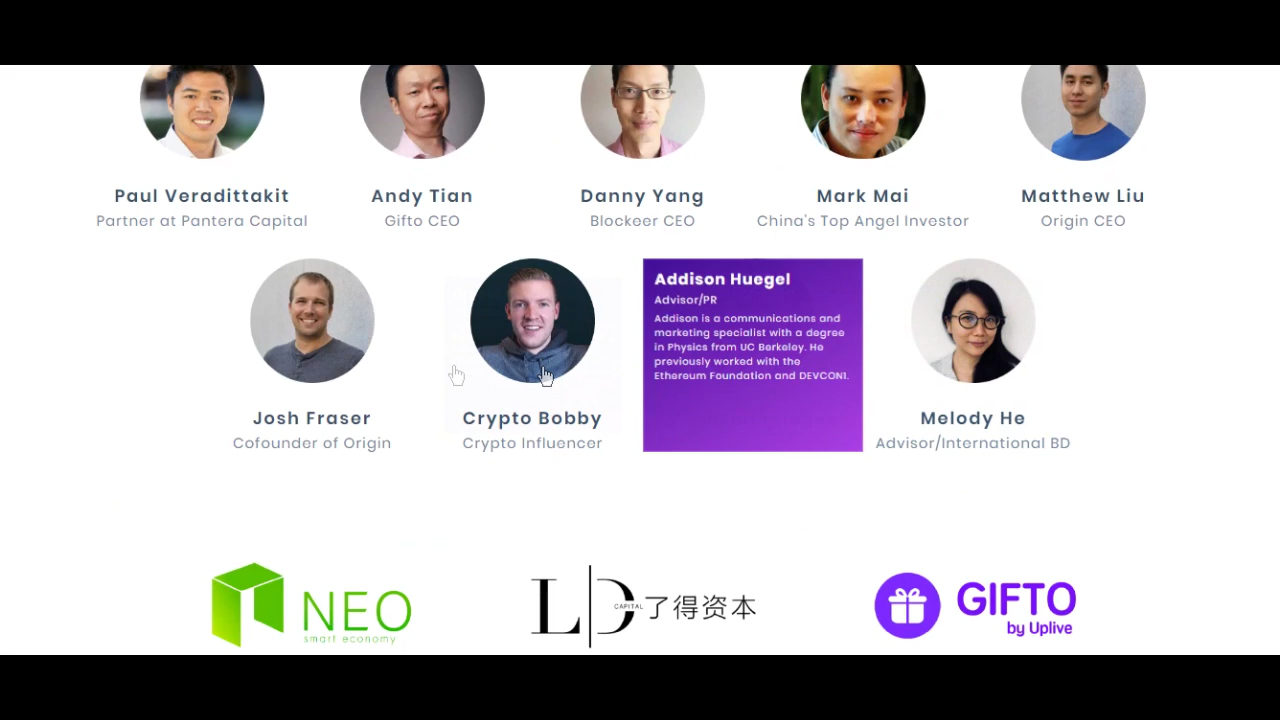 Paul Veradittakit
Andy Tian
Danny Yang
Mark Mai
Matthew Liu
Partner at Pantera Capital
Gifto CEO
Blockeer CEO
China's Top Angel Investor
Origin CEO
Addison Huegel
Advisor/PR
Addison is a communications and
marketing specialist with a degree
in Physics from UC Berkeley. He
previously worked with the
Ethereum Foundation and DEVCON1.
Josh Fraser
Crypto Bobby
Melody He
Cofounder of Origin
Crypto Influencer
Advisor/International BD
NEO
smart economy
LD CAPITAL 了得资本
GIFTO
by Uplive